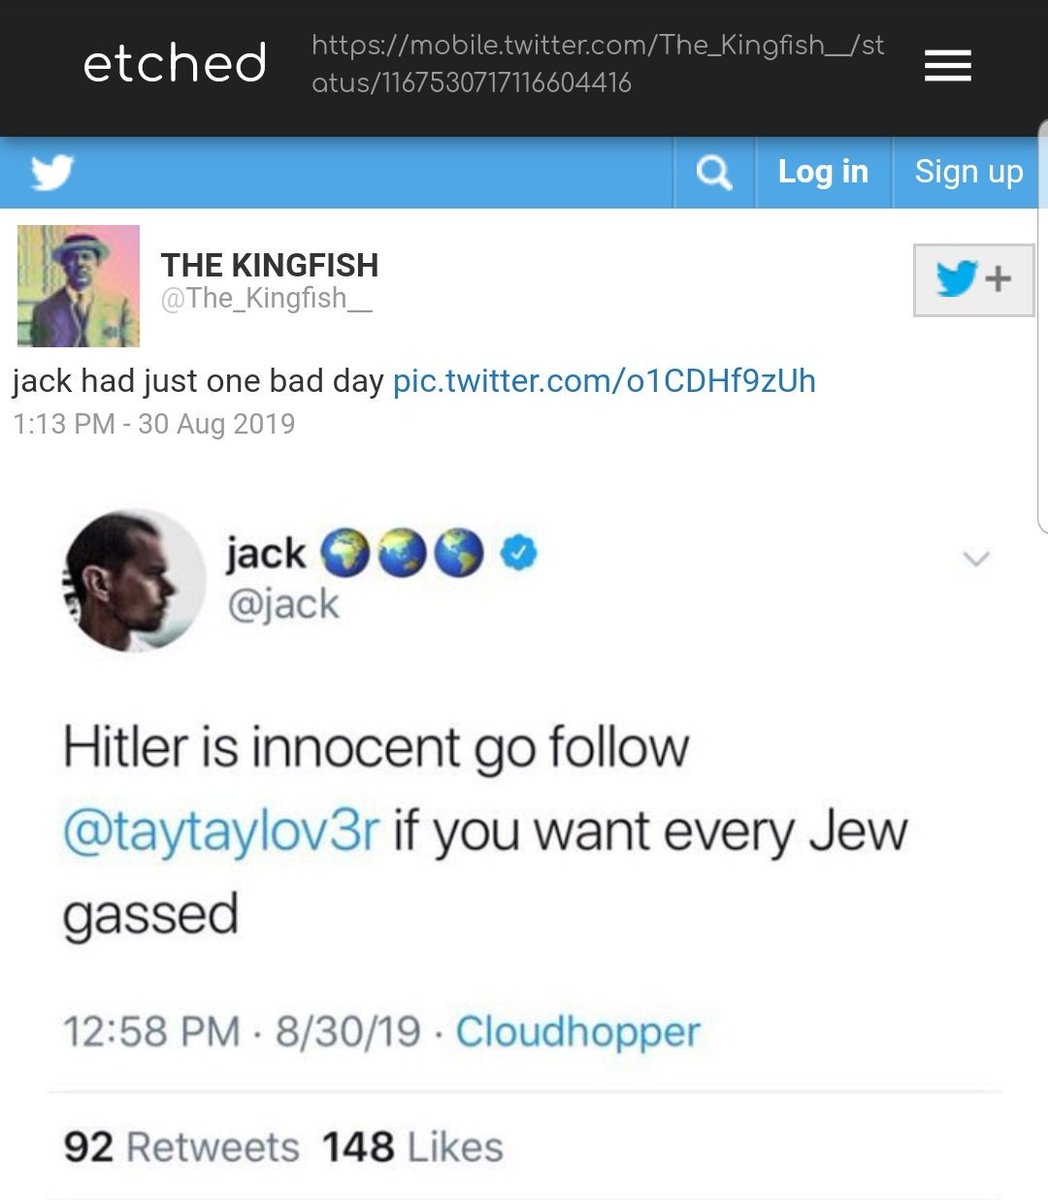 etched
https://mobile.twitter.com/The_Kingfish__/st
atus/1167530717116604416
Log in
Sign up
THE KINGFISH
@The_Kingfish__
jack had just one bad day pic.twitter.com/o1CDHf9zUh
1:13 PM - 30 Aug 2019
jack 🌍🌏🌎
@jack
Hitler is innocent go follow
@taytaylov3r if you want every Jew
gassed
12:58 PM · 8/30/19 · Cloudhopper
92 Retweets 148 Likes